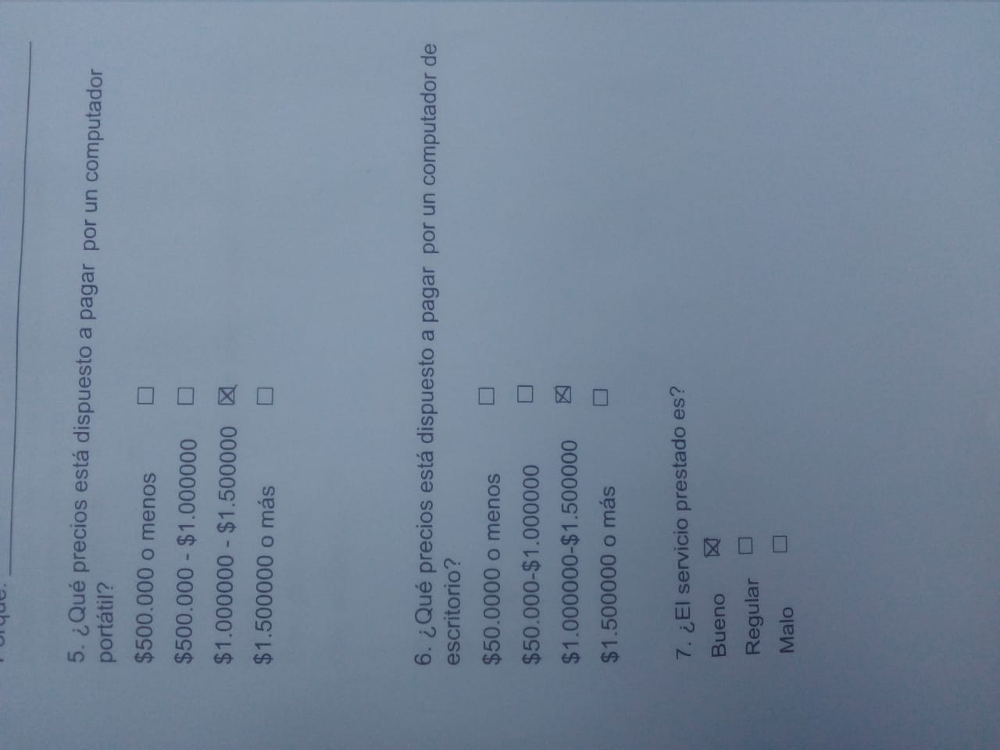 5. ¿Qué precios está dispuesto a pagar por un computador
portátil?
$500.000 o menos ☐
$500.000 - $1.000000 ☐
$1.000000 - $1.500000 ☒
$1.500000 o más ☐
6. ¿Qué precios está dispuesto a pagar por un computador de
escritorio?
$50.0000 o menos ☐
$50.000-$1.000000 ☐
$1.000000-$1.500000 ☒
$1.500000 o más ☐
7. ¿El servicio prestado es?
Bueno ☒
Regular ☐
Malo ☐